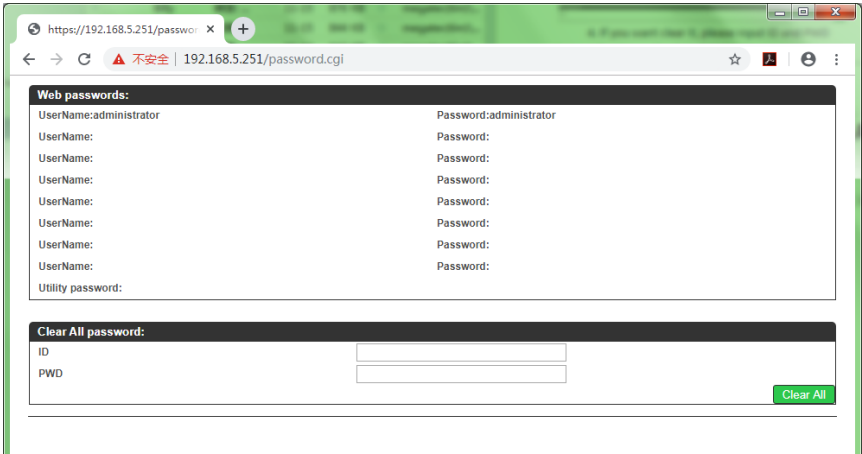 https://192.168.5.251/passwor
不安全 | 192.168.5.251/password.cgi
Web passwords:
UserName:administrator Password:administrator
UserName: Password:
UserName: Password:
UserName: Password:
UserName: Password:
UserName: Password:
UserName: Password:
UserName: Password:
Utility password:
Clear All password:
ID
PWD
Clear All